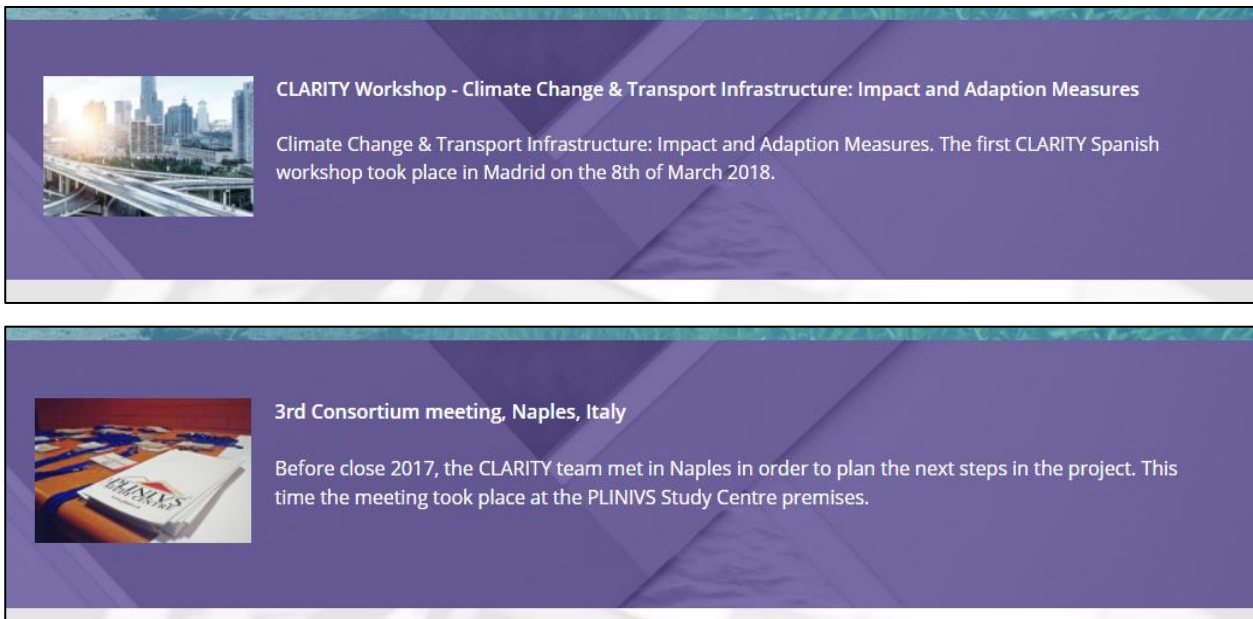 CLARITY Workshop - Climate Change & Transport Infrastructure: Impact and Adaption Measures
Climate Change & Transport Infrastructure: Impact and Adaption Measures. The first CLARITY Spanish
workshop took place in Madrid on the 8th of March 2018.
3rd Consortium meeting, Naples, Italy
Before close 2017, the CLARITY team met in Naples in order to plan the next steps in the project. This
time the meeting took place at the PLINIVS Study Centre premises.
PLINIVS
STUDY CENTRE